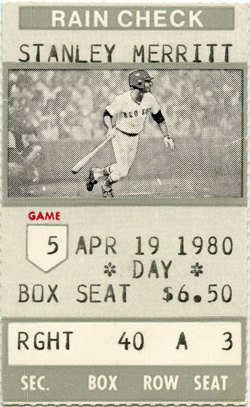 RAIN CHECK
STANLEY MERRITT
RED SOX
GAME
5 APR 19 1980
* DAY *
BOX SEAT $6.50
RGHT 40 A 3
SEC. BOX ROW SEAT